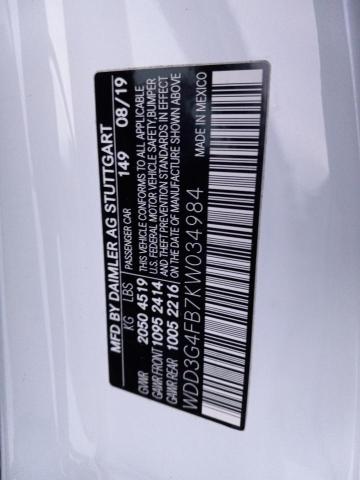 MFD BY DAIMLER AG STUTTGART
KG LBS PASSENGER CAR 149 08/19
GVWR 2050 4519 THIS VEHICLE CONFORMS TO ALL APPLICABLE
GAWR FRONT 1095 2414 U.S. FEDERAL MOTOR VEHICLE SAFETY, BUMPER,
GAWR REAR 1005 2216 AND THEFT PREVENTION STANDARDS IN EFFECT
ON THE DATE OF MANUFACTURE SHOWN ABOVE
WDD3G4FB7KW034984 MADE IN MEXICO